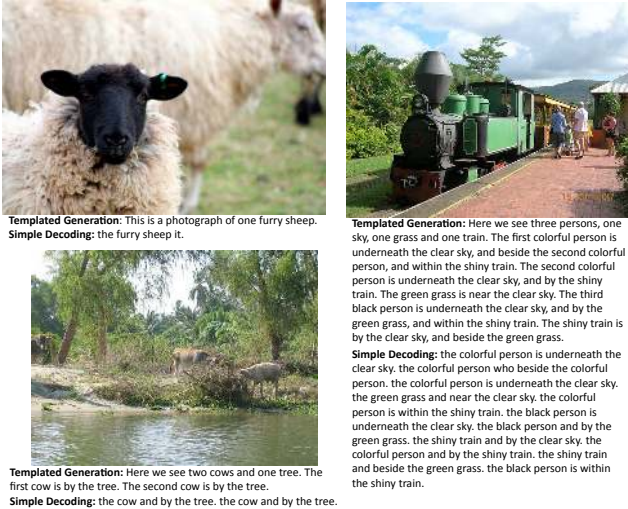 Templated Generation: This is a photograph of one furry sheep.
Simple Decoding: the furry sheep it.
Templated Generation: Here we see two cows and one tree. The
first cow is by the tree. The second cow is by the tree.
Simple Decoding: the cow and by the tree. the cow and by the tree.
Templated Generation: Here we see three persons, one
sky, one grass and one train. The first colorful person is
underneath the clear sky, and beside the second colorful
person, and within the shiny train. The second colorful
person is underneath the clear sky, and by the shiny
train. The green grass is near the clear sky. The third
black person is underneath the clear sky, and by the
green grass, and within the shiny train. The shiny train is
by the clear sky, and beside the green grass.
Simple Decoding: the colorful person is underneath the
clear sky. the colorful person who beside the colorful
person. the colorful person is underneath the clear sky.
the green grass and near the clear sky. the colorful
person is within the shiny train. the black person is
underneath the clear sky. the black person and by the
green grass. the shiny train and by the clear sky. the
colorful person and by the shiny train. the shiny train
and beside the green grass. the black person is within
the shiny train.